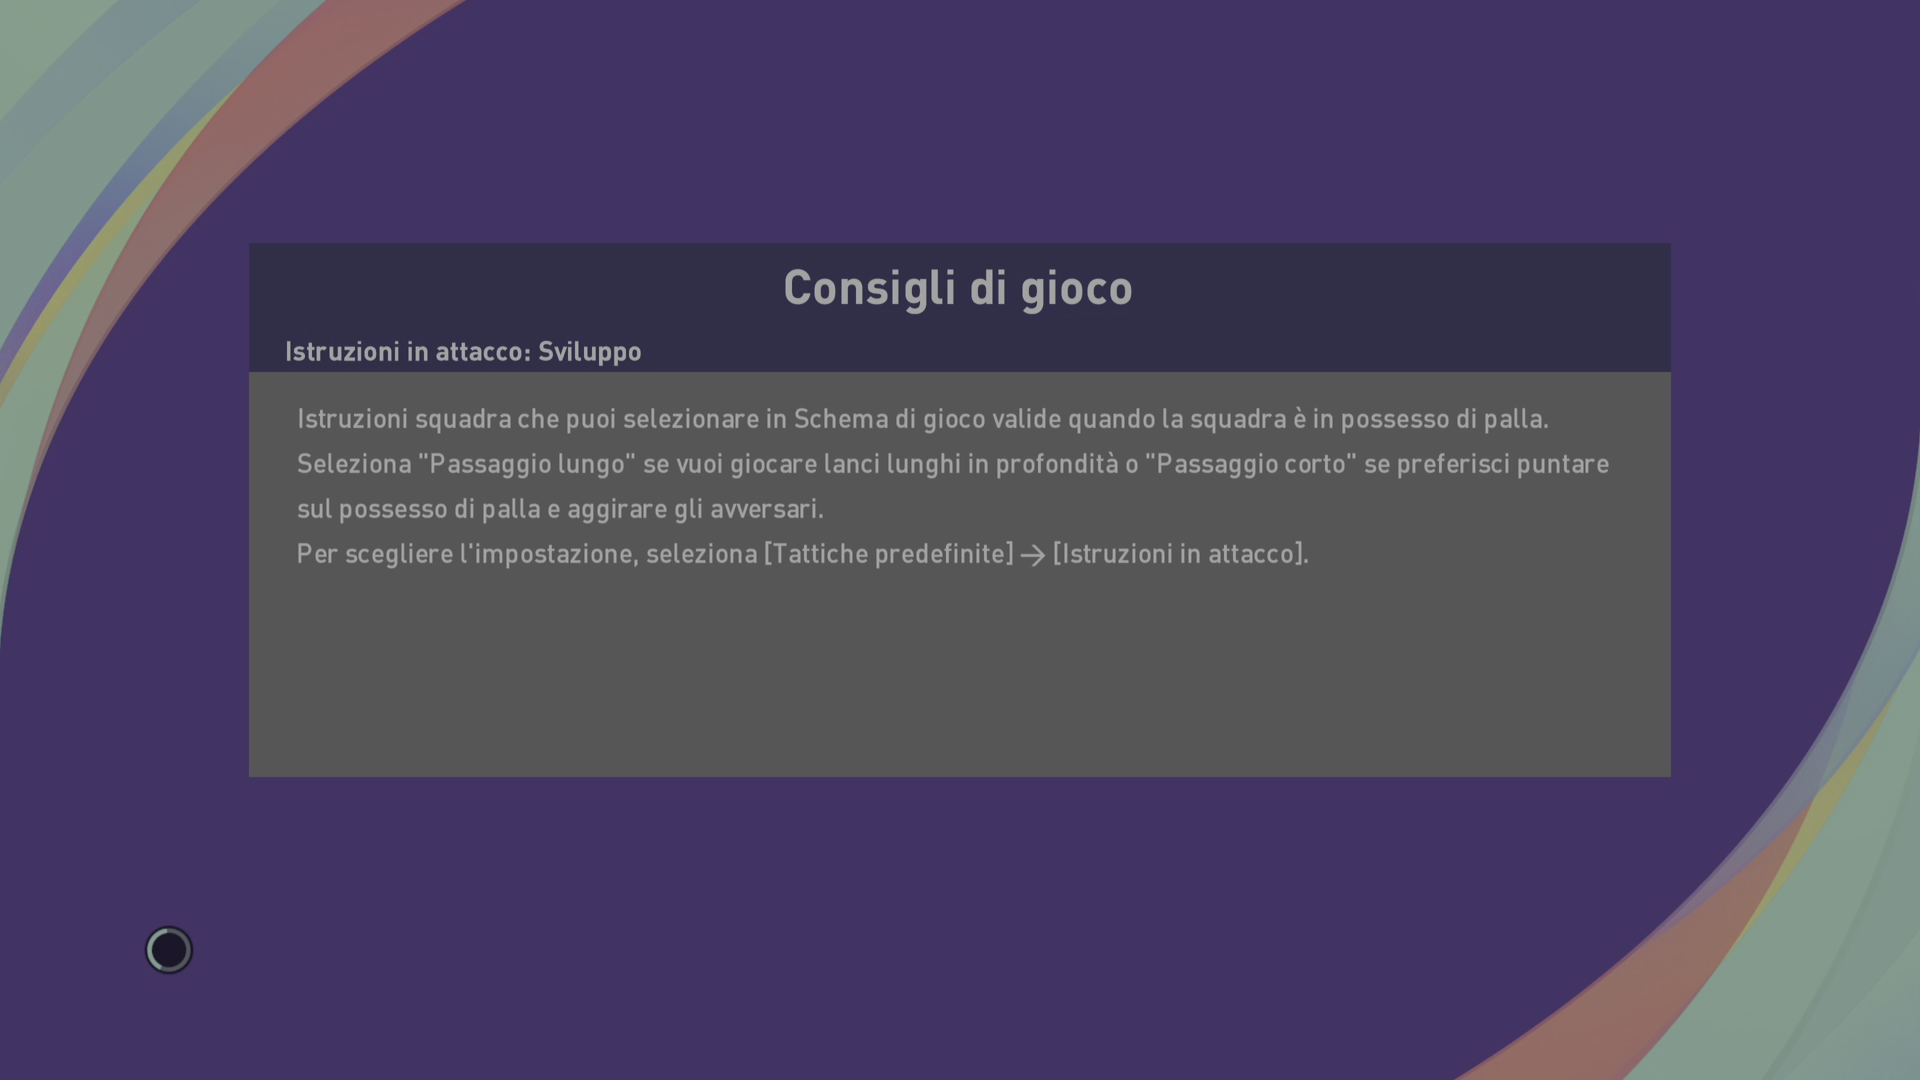 Consigli di gioco
Istruzioni in attacco: Sviluppo
Istruzioni squadra che puoi selezionare in Schema di gioco valide quando la squadra è in possesso di palla.
Seleziona "Passaggio lungo" se vuoi giocare lanci lunghi in profondità o "Passaggio corto" se preferisci puntare
sul possesso di palla e aggirare gli avversari.
Per scegliere l'impostazione, seleziona [Tattiche predefinite] → [Istruzioni in attacco].